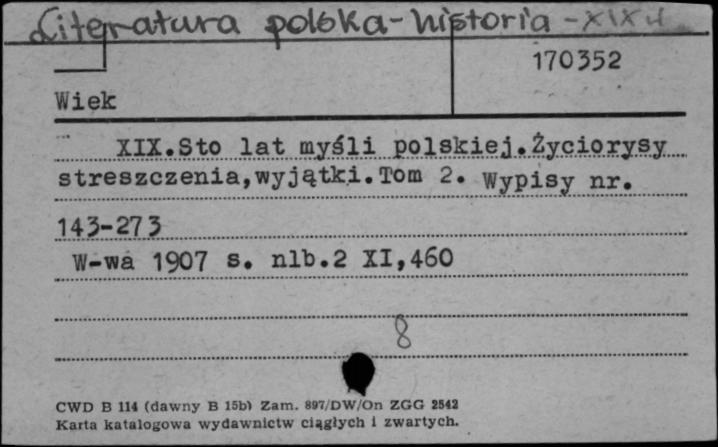 Literatura polska-historia-XIX w
170352
Wiek
XIX.Sto lat myśli polskiej.Życiorysy
streszczenia,wyjątki.Tom 2. Wypisy nr.
143-273
W-wa 1907 s. nlb.2 XI,460
8
CWD B 114 (dawny B 15b) Zam. 897/DW/On ZGG 2542
Karta katalogowa wydawnictw ciągłych i zwartych.